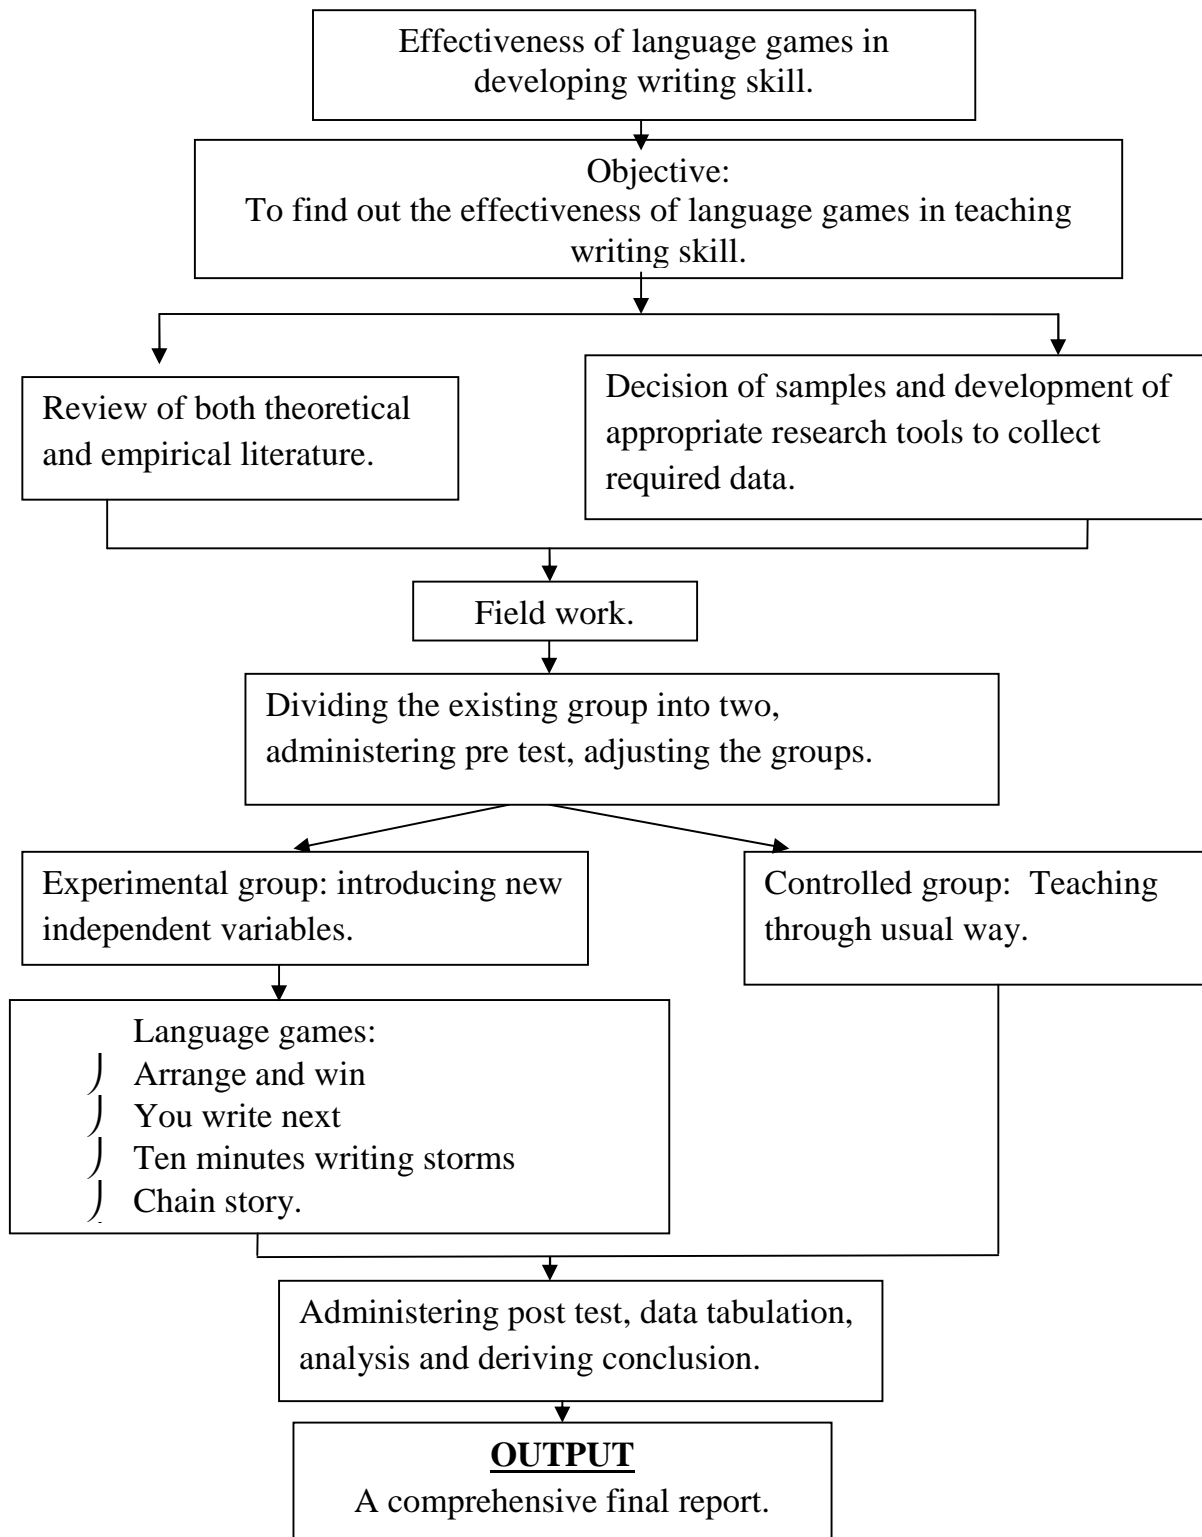 Effectiveness of language games in
developing writing skill.
Objective:
To find out the effectiveness of language games in teaching
writing skill.
Review of both theoretical
and empirical literature.
Decision of samples and development of
appropriate research tools to collect
required data.
Field work.
Dividing the existing group into two,
administering pre test, adjusting the groups.
Experimental group: introducing new
independent variables.
Controlled group:  Teaching
through usual way.
Language games:
Arrange and win
You write next
Ten minutes writing storms
Chain story.
Administering post test, data tabulation,
analysis and deriving conclusion.
OUTPUT
A comprehensive final report.